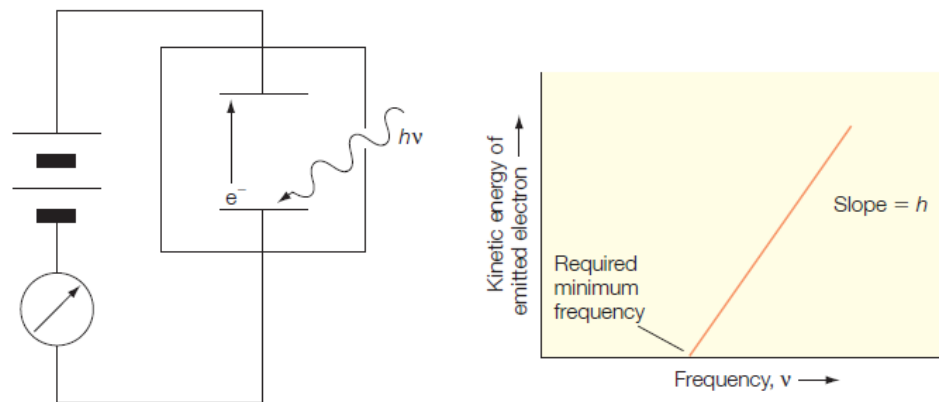 hν
e⁻
Kinetic energy of
emitted electron ⟶
Slope = h
Required
minimum
frequency
Frequency, ν ⟶